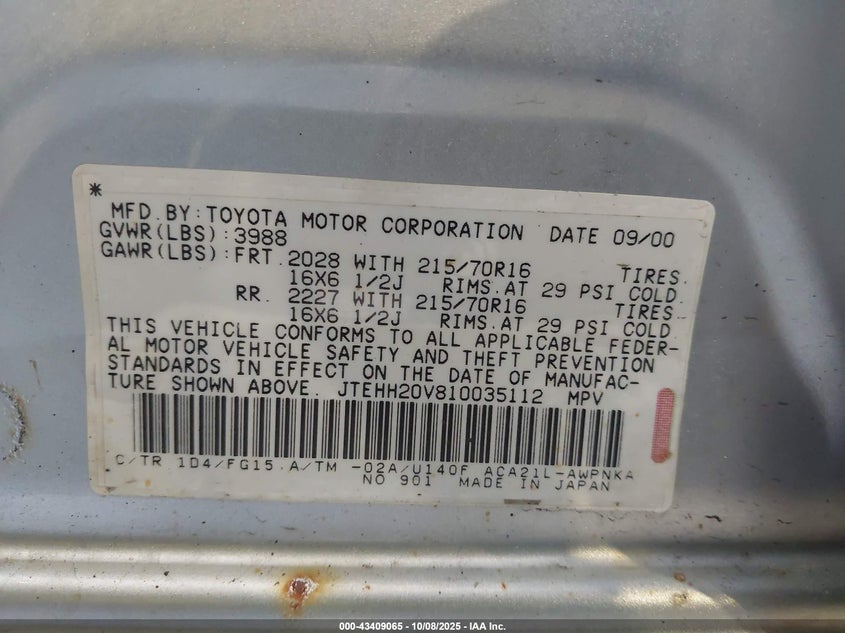 *
MFD.BY:TOYOTA MOTOR CORPORATION DATE 09/00
GVWR(LBS):3988
GAWR(LBS):FRT.2028 WITH 215/70R16 TIRES.
16X6 1/2J RIMS.AT 29 PSI COLD.
RR. 2227 WITH 215/70R16 TIRES.
16X6 1/2J RIMS.AT 29 PSI COLD
THIS VEHICLE CONFORMS TO ALL APPLICABLE FEDER-
AL MOTOR VEHICLE SAFETY AND THEFT PREVENTION
STANDARDS IN EFFECT ON THE DATE OF MANUFAC-
TURE SHOWN ABOVE. JTEHH20V810035112 MPV
C/TR 1D4/FG15 A/TM -02A/U140F ACA21L-AWPNKA
NO 901 MADE IN JAPAN
000-43409065 - 10/08/2025 - IAA Inc.